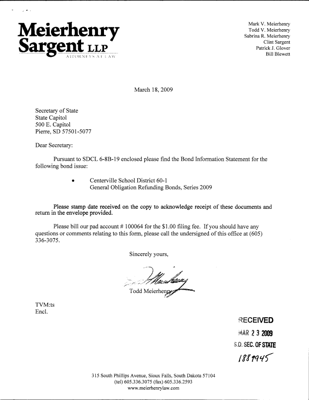 Meierhenry
Sargent LLP
ATTORNEYS AT LAW
Mark V. Meierhenry
Todd V. Meierhenry
Sabrina R. Meierhenry
Clint Sargent
Patrick J. Glover
Bill Blewett
March 18, 2009
Secretary of State
State Capitol
500 E. Capitol
Pierre, SD 57501-5077
Dear Secretary:
Pursuant to SDCL 6-8B-19 enclosed please find the Bond Information Statement for the
following bond issue:
• Centerville School District 60-1
General Obligation Refunding Bonds, Series 2009
Please stamp date received on the copy to acknowledge receipt of these documents and
return in the envelope provided.
Please bill our pad account # 100064 for the $1.00 filing fee. If you should have any
questions or comments relating to this form, please call the undersigned of this office at (605)
336-3075.
Sincerely yours,
Todd Meierhenry
TVM:ts
Encl.
RECEIVED
MAR 23 2009
S.D. SEC. OF STATE
1889945
315 South Phillips Avenue, Sioux Falls, South Dakota 57104
(tel) 605.336.3075 (fax) 605.336.2593
www.meierhenrylaw.com